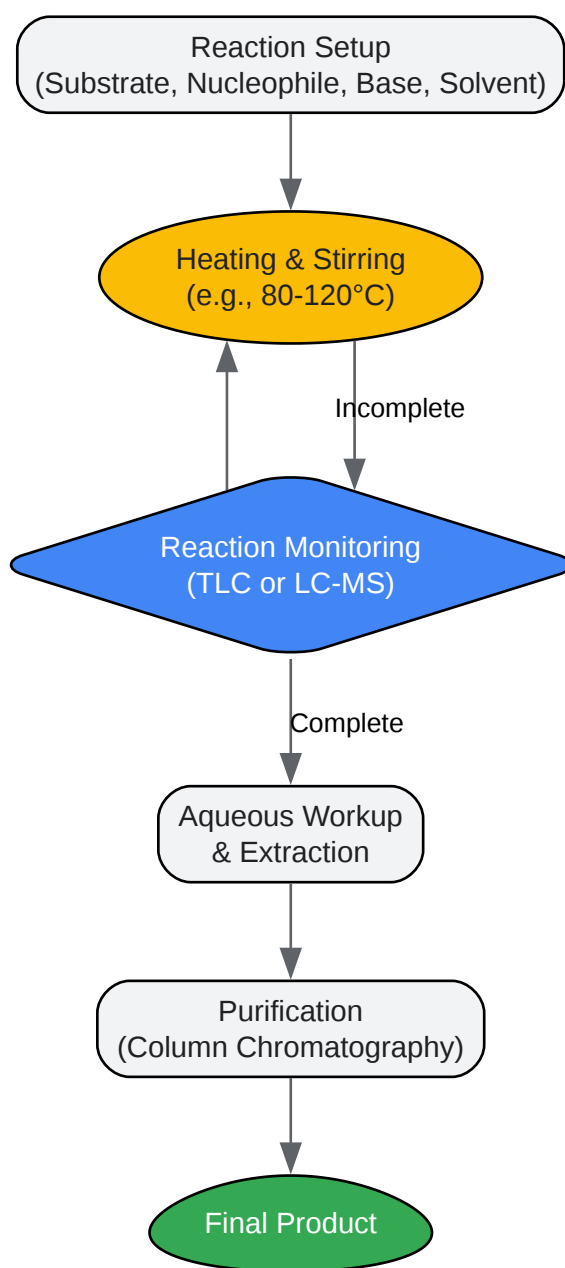 Reaction Setup
(Substrate, Nucleophile, Base, Solvent)
Heating & Stirring
(e.g., 80-120°C)
Incomplete
Reaction Monitoring
(TLC or LC-MS)
Complete
Aqueous Workup
& Extraction
Purification
(Column Chromatography)
Final Product